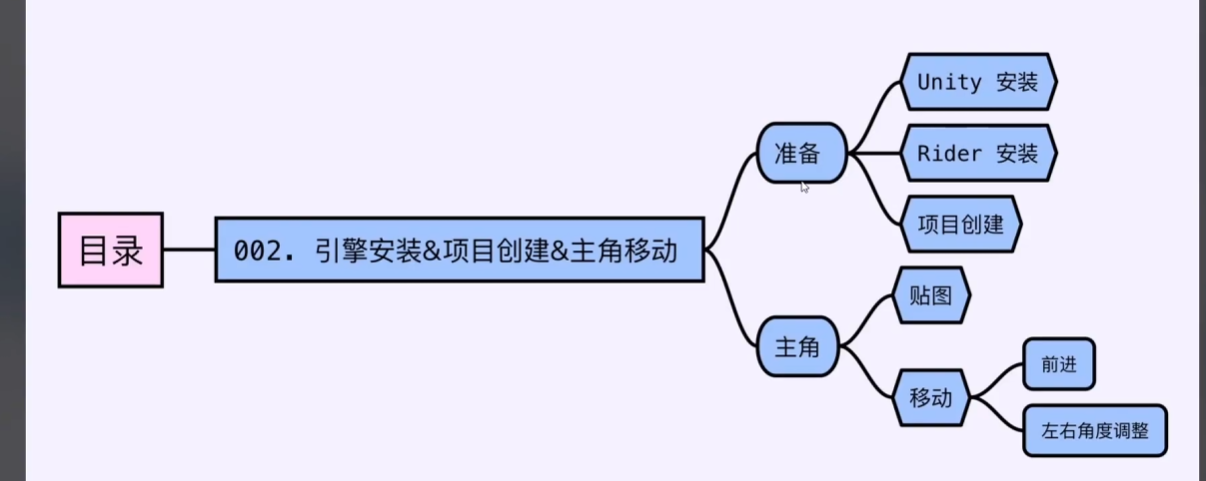 目录
002. 引擎安装&项目创建&主角移动
准备
Unity 安装
Rider 安装
项目创建
主角
贴图
移动
前进
左右角度调整